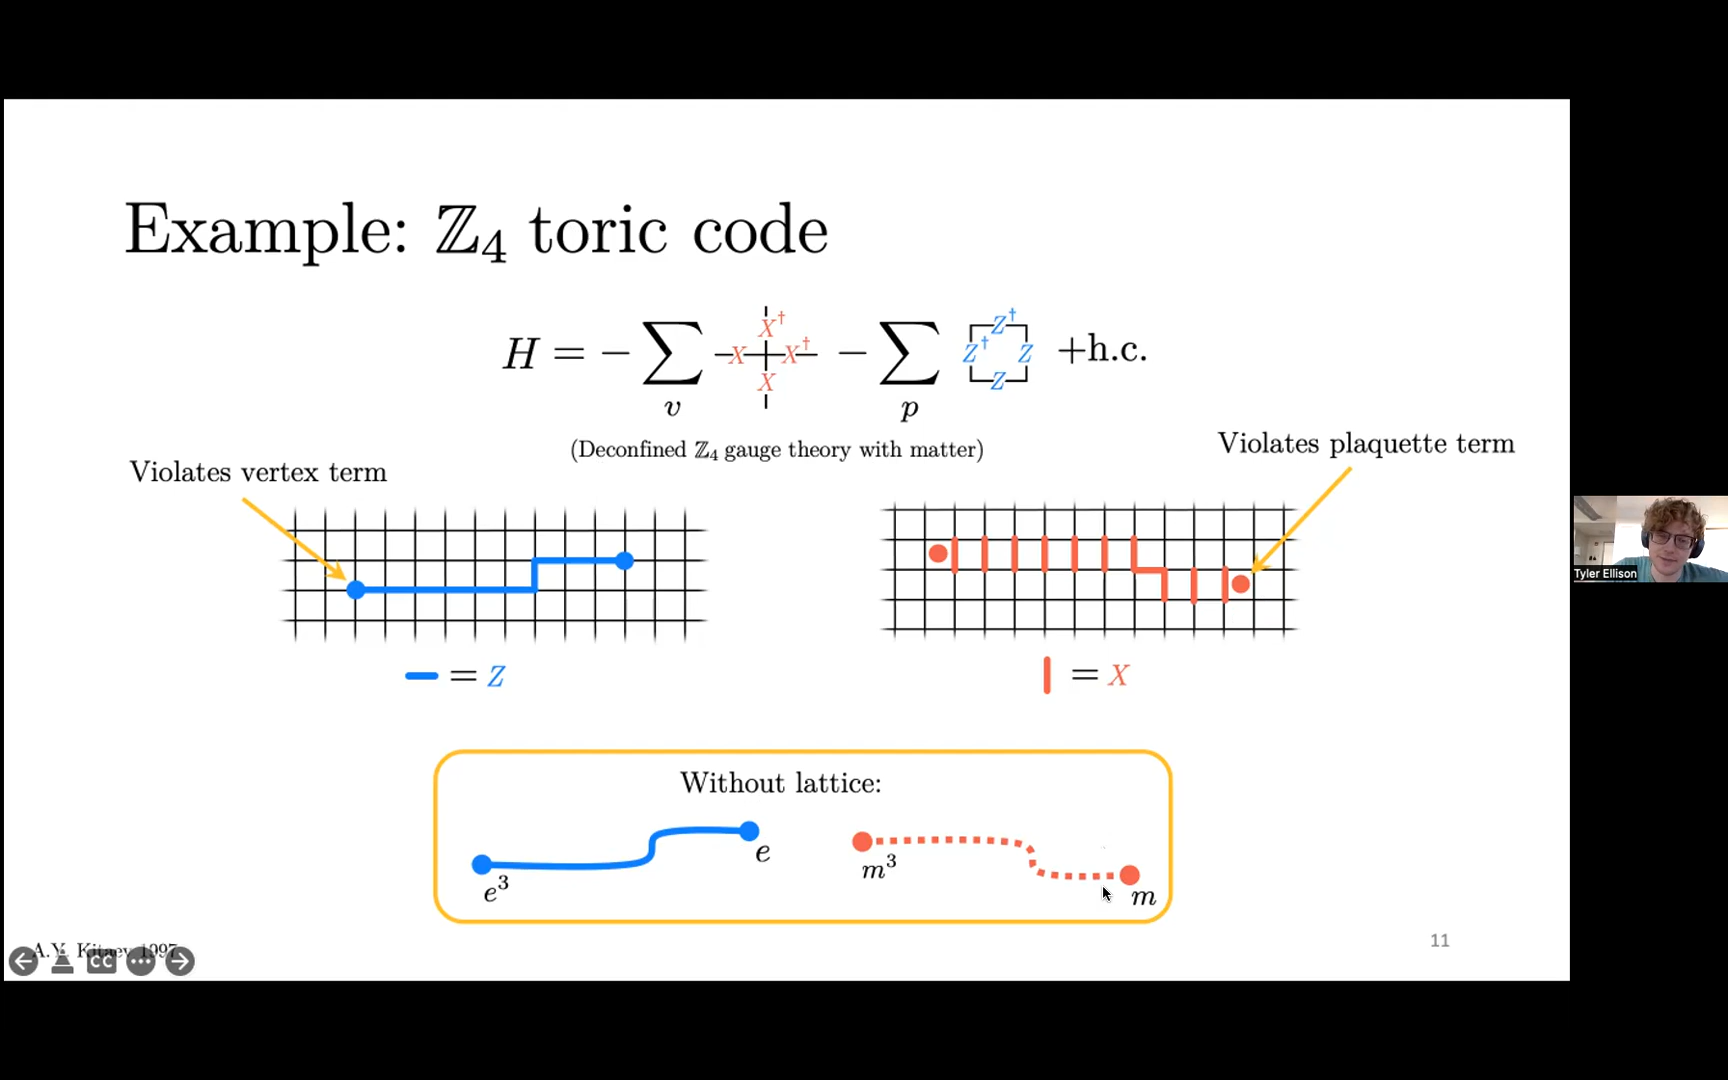 Example: ℤ₄ toric code
H = − ∑ᵥ X† X X† X − ∑ₚ Z† Z† Z Z +h.c.
(Deconfined ℤ₄ gauge theory with matter)
Violates vertex term
Violates plaquette term
= Z
= X
Without lattice:
e³
e
m³
m
A.Y. Kitaev 1997
CC
11
Tyler Ellison